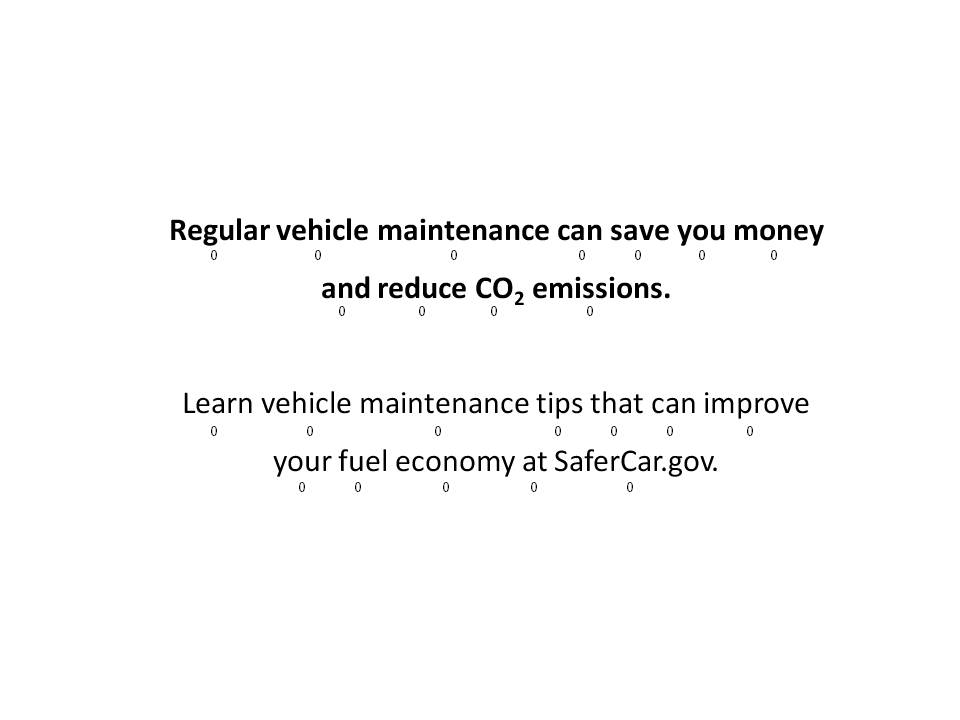 Regular vehicle maintenance can save you money
0 0 0 0 0 0 0
and reduce CO₂ emissions.
0 0 0 0
Learn vehicle maintenance tips that can improve
0 0 0 0 0 0 0
your fuel economy at SaferCar.gov.
0 0 0 0 0